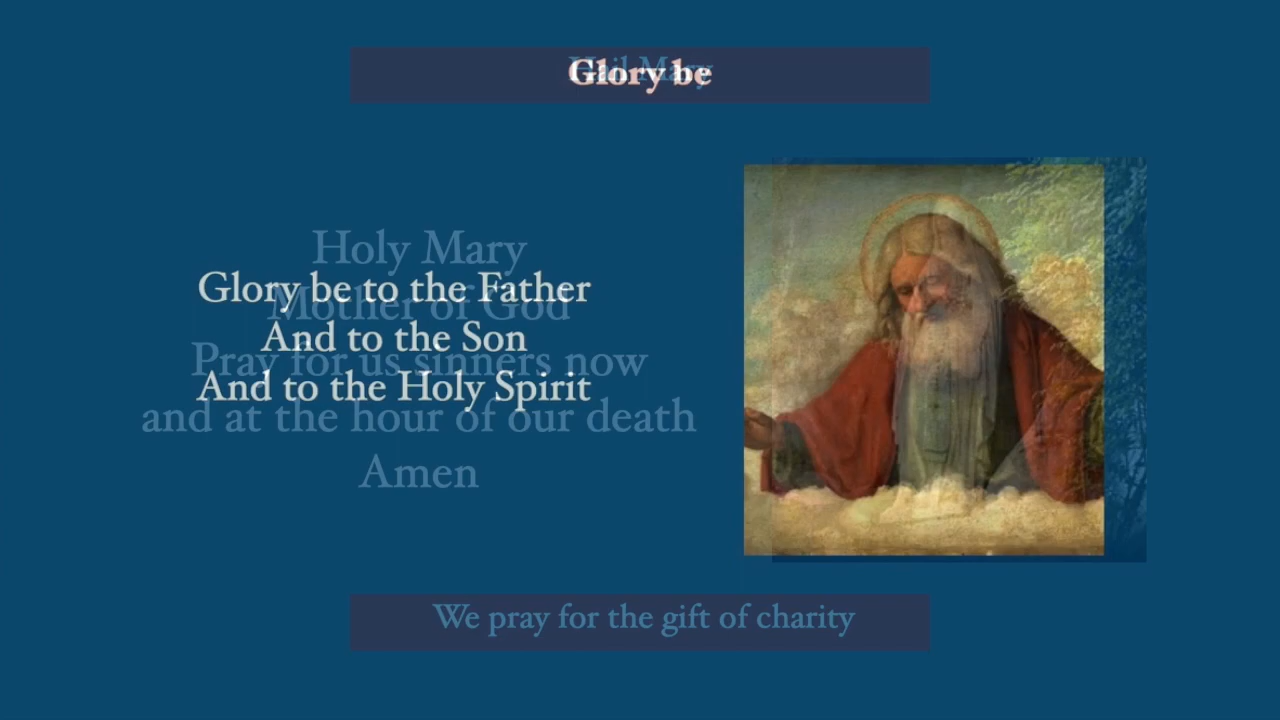 Hail Mary
Glory be
Holy Mary
Glory be to the Father
Mother of God
And to the Son
Pray for us sinners now
And to the Holy Spirit
and at the hour of our death
Amen
We pray for the gift of charity